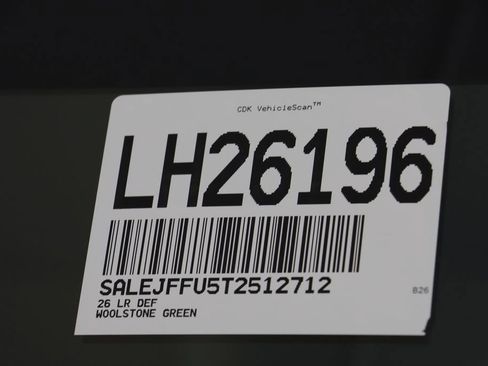 CDK VehicleScan™
LH26196
SALEJFFU5T2512712
26 LR DEF
B26
WOOLSTONE GREEN